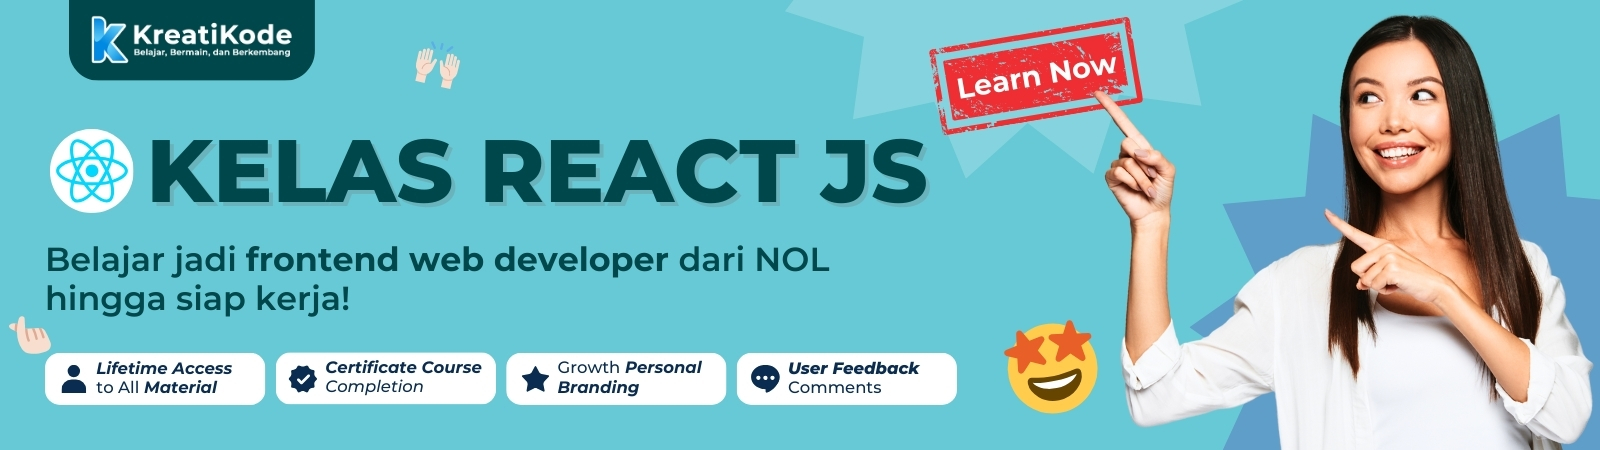 KreatiKode
Belajar, Bermain, dan Berkembang
Learn Now
KELAS REACT JS
Belajar jadi frontend web developer dari NOL
hingga siap kerja!
Lifetime Access
to All Material
Certificate Course
Completion
Growth Personal
Branding
User Feedback
Comments